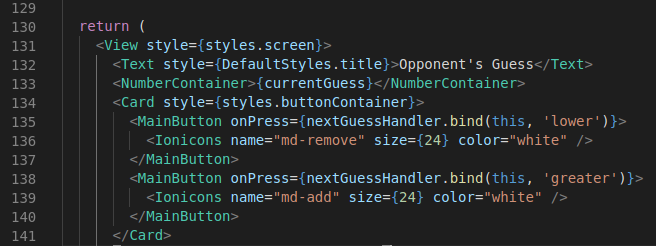 129
130 return (
131 <View style={styles.screen}>
132 <Text style={DefaultStyles.title}>Opponent's Guess</Text>
133 <NumberContainer>{currentGuess}</NumberContainer>
134 <Card style={styles.buttonContainer}>
135 <MainButton onPress={nextGuessHandler.bind(this, 'lower')}>
136 <Ionicons name="md-remove" size={24} color="white" />
137 </MainButton>
138 <MainButton onPress={nextGuessHandler.bind(this, 'greater')}>
139 <Ionicons name="md-add" size={24} color="white" />
140 </MainButton>
141 </Card>